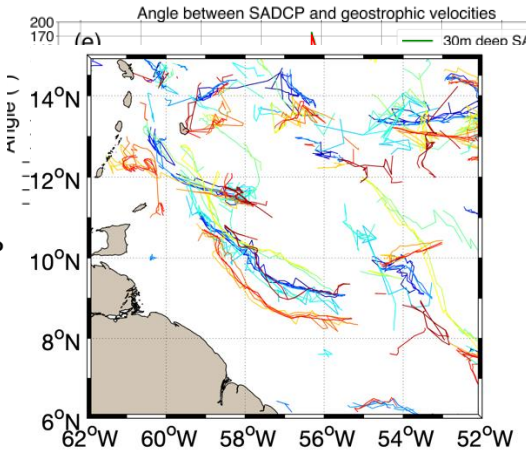 Angle between SADCP and geostrophic velocities
200
170
(e)
30m deep SA
14°N
12°N
10°N
8°N
6°N
62°W 60°W 58°W 56°W 54°W 52°W